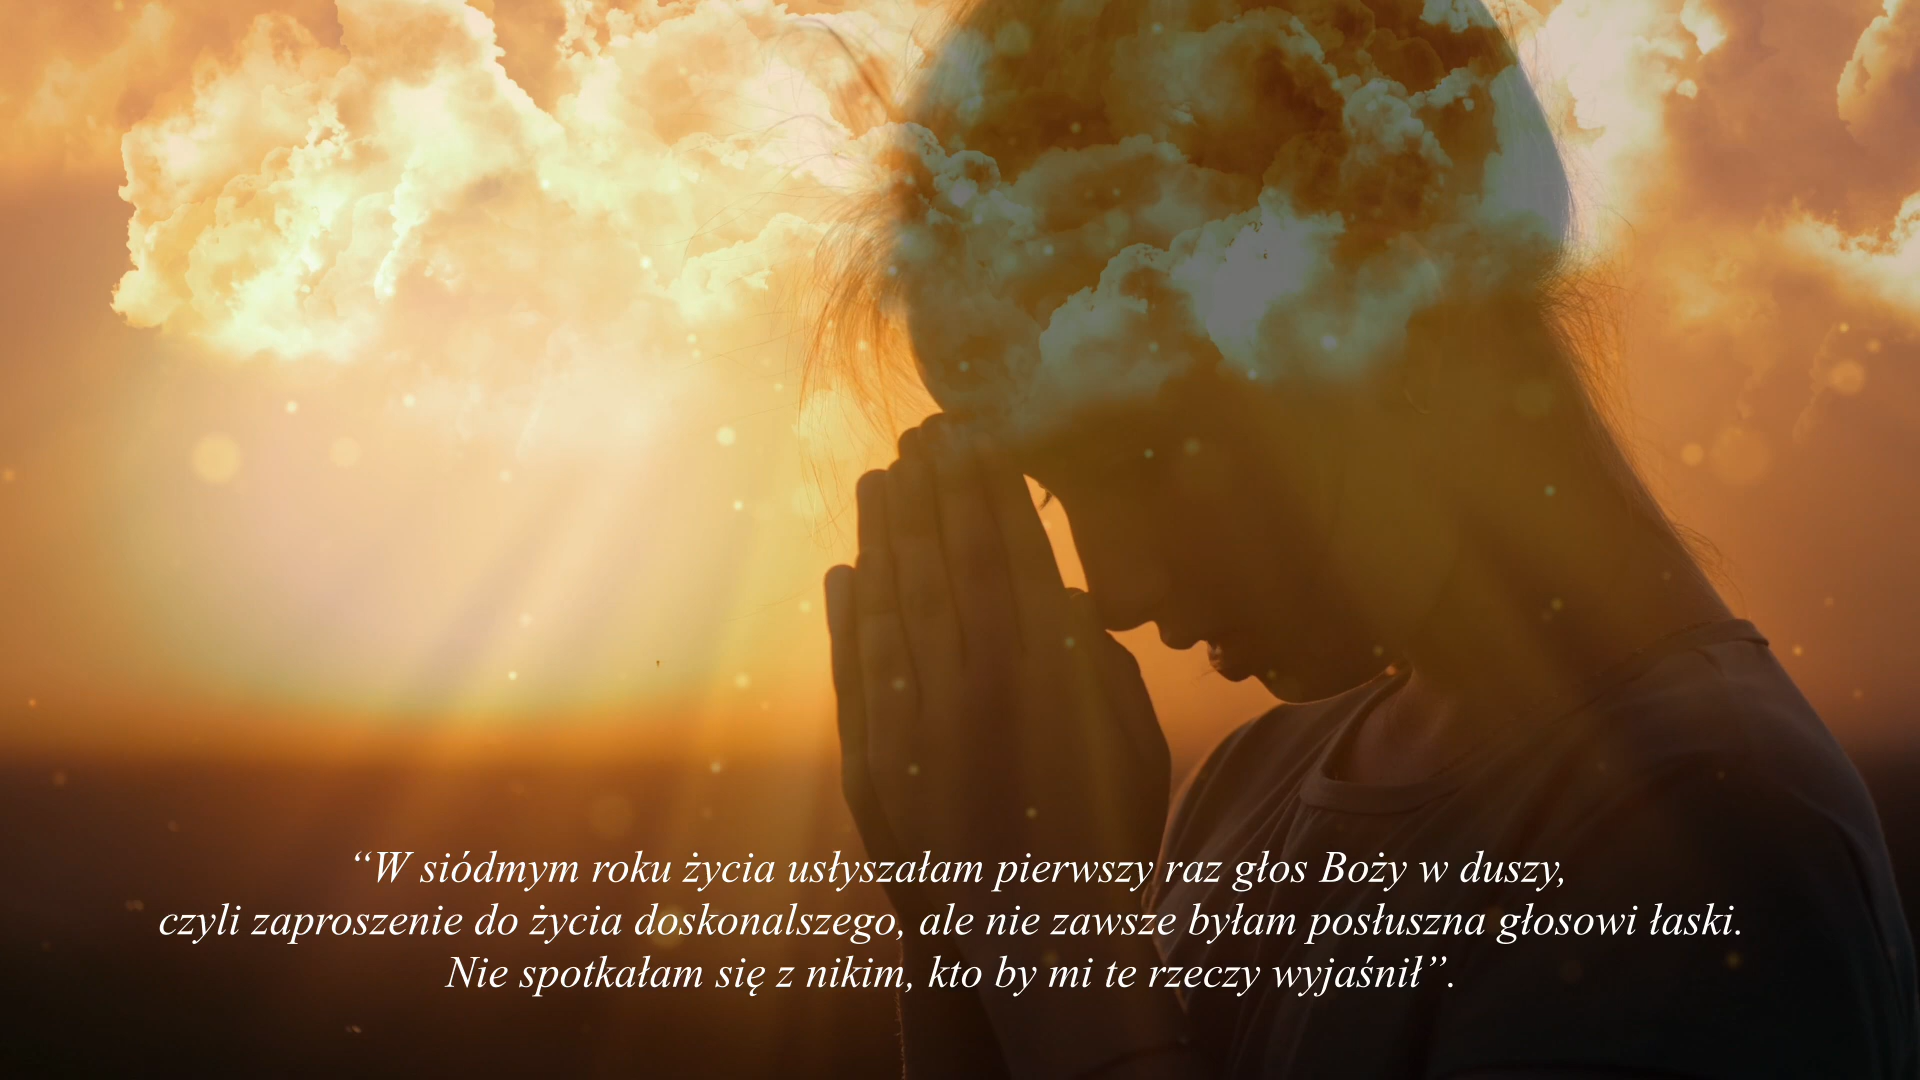 “W siódmym roku życia usłyszałam pierwszy raz głos Boży w duszy,
czyli zaproszenie do życia doskonalszego, ale nie zawsze byłam posłuszna głosowi łaski.
Nie spotkałam się z nikim, kto by mi te rzeczy wyjaśnił”.